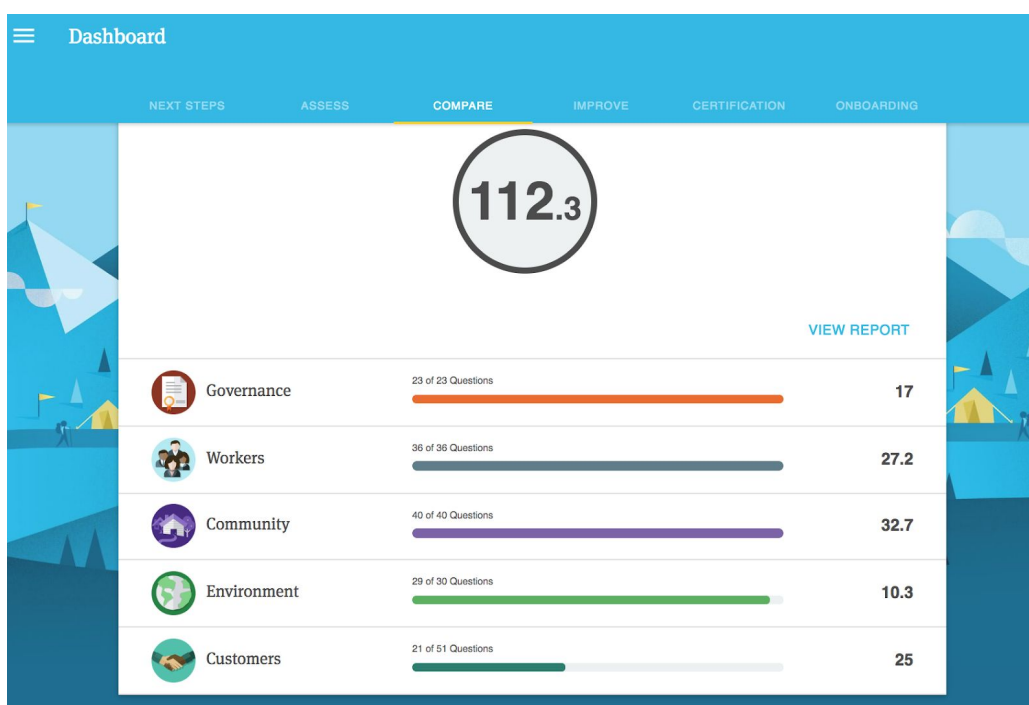 Dashboard
NEXT STEPS ASSESS COMPARE IMPROVE CERTIFICATION ONBOARDING
112.3
VIEW REPORT
Governance 23 of 23 Questions 17
Workers 36 of 36 Questions 27.2
Community 40 of 40 Questions 32.7
Environment 29 of 30 Questions 10.3
Customers 21 of 51 Questions 25